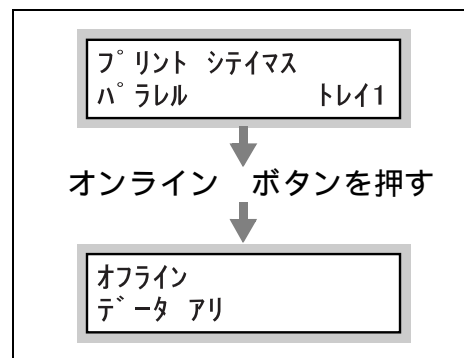 プリント シテイマス
パラレル トレイ1
オンライン ボタンを押す
オフライン
データ アリ